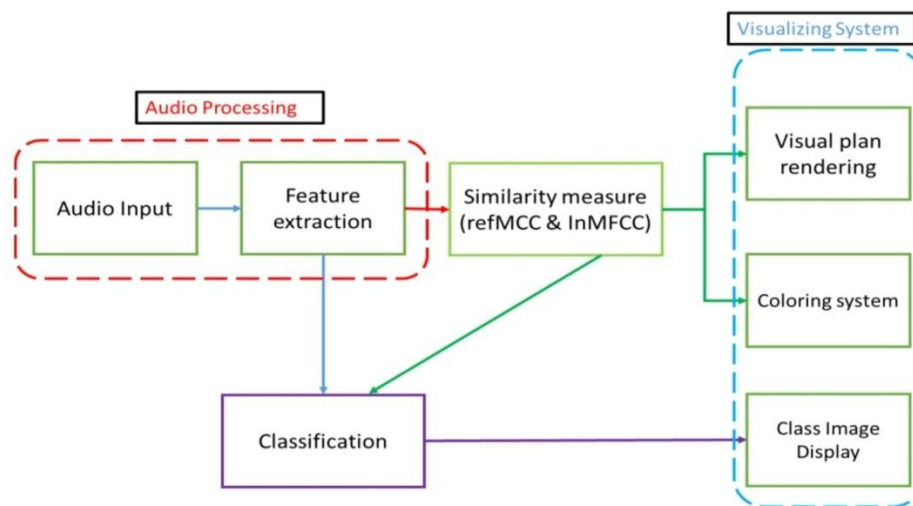 Visualizing System
Audio Processing
Audio Input
Feature
extraction
Similarity measure
(refMCC & InMFCC)
Visual plan
rendering
Coloring system
Classification
Class Image
Display